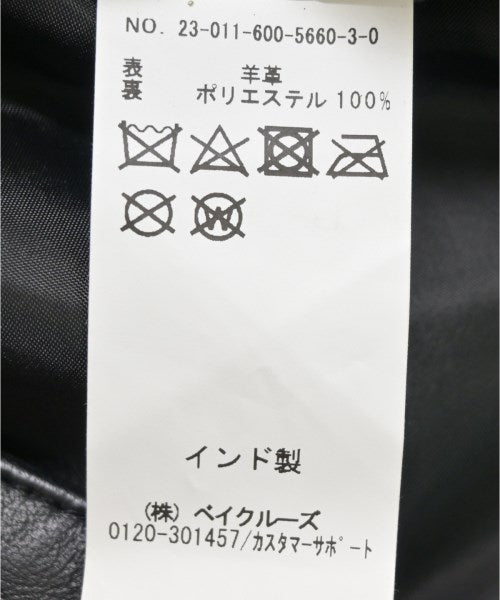 NO. 23-011-600-5660-3-0
表 羊革
裏 ポリエステル 100%
W
インド製
(株) ベイクルーズ
0120-301457/カスタマーサポート